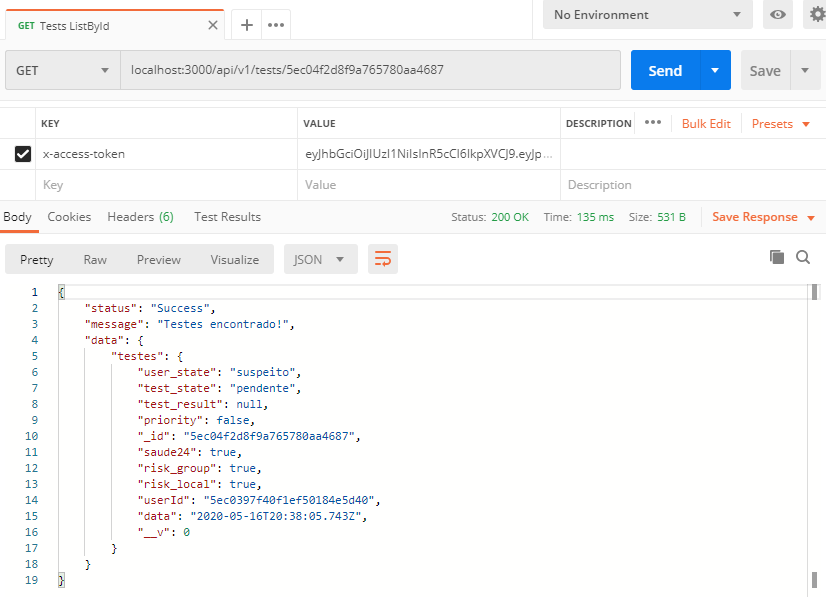 GET Tests ListById
No Environment
GET
localhost:3000/api/v1/tests/5ec04f2d8f9a765780aa4687
Send
Save
KEY VALUE DESCRIPTION Bulk Edit Presets
x-access-token eyJhbGciOiJIUzI1NiIsInR5cCI6IkpXVCJ9.eyJp...
Key Value Description
Body Cookies Headers (6) Test Results Status: 200 OK Time: 135 ms Size: 531 B Save Response
Pretty Raw Preview Visualize JSON
1 {
2 "status": "Success",
3 "message": "Testes encontrado!",
4 "data": {
5 "testes": {
6 "user_state": "suspeito",
7 "test_state": "pendente",
8 "test_result": null,
9 "priority": false,
10 "_id": "5ec04f2d8f9a765780aa4687",
11 "saude24": true,
12 "risk_group": true,
13 "risk_local": true,
14 "userId": "5ec0397f40f1ef50184e5d40",
15 "data": "2020-05-16T20:38:05.743Z",
16 "__v": 0
17 }
18 }
19 }